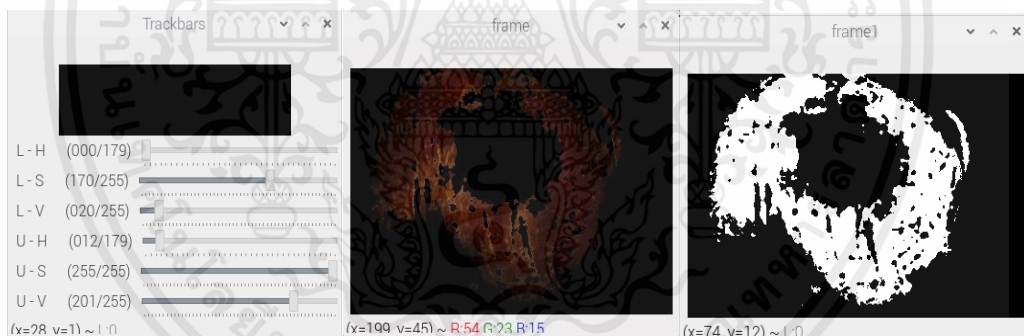 Trackbars
L - H (000/179)
L - S (170/255)
L - V (020/255)
U - H (012/179)
U - S (255/255)
U - V (201/255)
(x=28, y=1) ~ L:0
frame
(x=199, y=45) ~ R:54 G:23 B:15
frame1
(x=74, y=12) ~ L:0